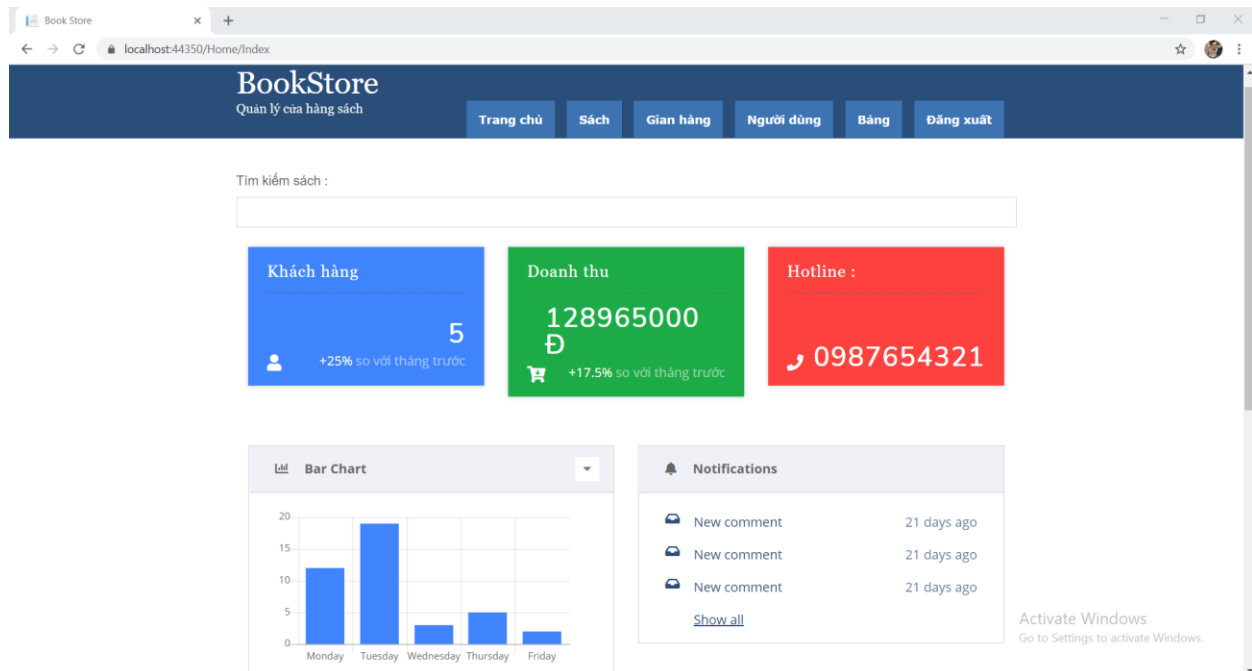 Book Store
localhost:44350/Home/Index
BookStore
Quản lý cửa hàng sách
Trang chủ Sách Gian hàng Người dùng Bảng Đăng xuất
Tìm kiếm sách :
Khách hàng
5
+25% so với tháng trước
Doanh thu
128965000
Đ
+17.5% so với tháng trước
Hotline :
0987654321
Bar Chart
20
15
10
5
0
Monday Tuesday Wednesday Thursday Friday
Notifications
New comment 21 days ago
New comment 21 days ago
New comment 21 days ago
Show all
Activate Windows
Go to Settings to activate Windows.